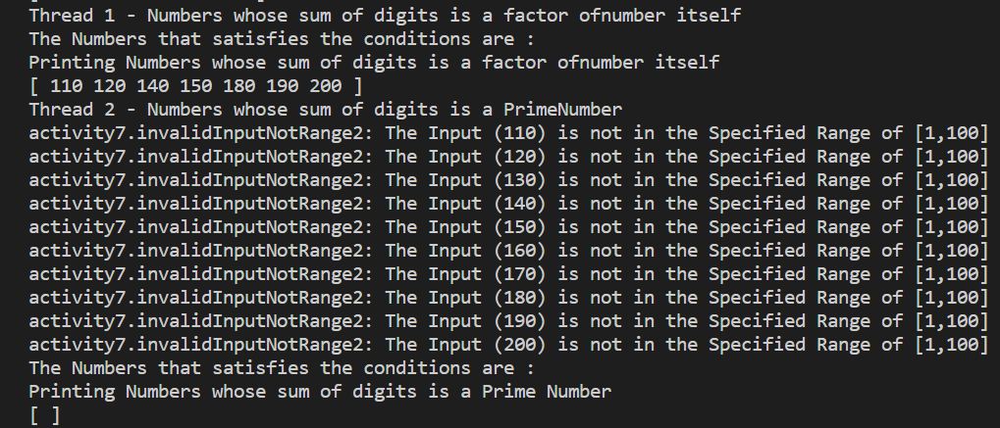 Thread 1 - Numbers whose sum of digits is a factor ofnumber itself
The Numbers that satisfies the conditions are :
Printing Numbers whose sum of digits is a factor ofnumber itself
[ 110 120 140 150 180 190 200 ]
Thread 2 - Numbers whose sum of digits is a PrimeNumber
activity7.invalidInputNotRange2: The Input (110) is not in the Specified Range of [1,100]
activity7.invalidInputNotRange2: The Input (120) is not in the Specified Range of [1,100]
activity7.invalidInputNotRange2: The Input (130) is not in the Specified Range of [1,100]
activity7.invalidInputNotRange2: The Input (140) is not in the Specified Range of [1,100]
activity7.invalidInputNotRange2: The Input (150) is not in the Specified Range of [1,100]
activity7.invalidInputNotRange2: The Input (160) is not in the Specified Range of [1,100]
activity7.invalidInputNotRange2: The Input (170) is not in the Specified Range of [1,100]
activity7.invalidInputNotRange2: The Input (180) is not in the Specified Range of [1,100]
activity7.invalidInputNotRange2: The Input (190) is not in the Specified Range of [1,100]
activity7.invalidInputNotRange2: The Input (200) is not in the Specified Range of [1,100]
The Numbers that satisfies the conditions are :
Printing Numbers whose sum of digits is a Prime Number
[ ]